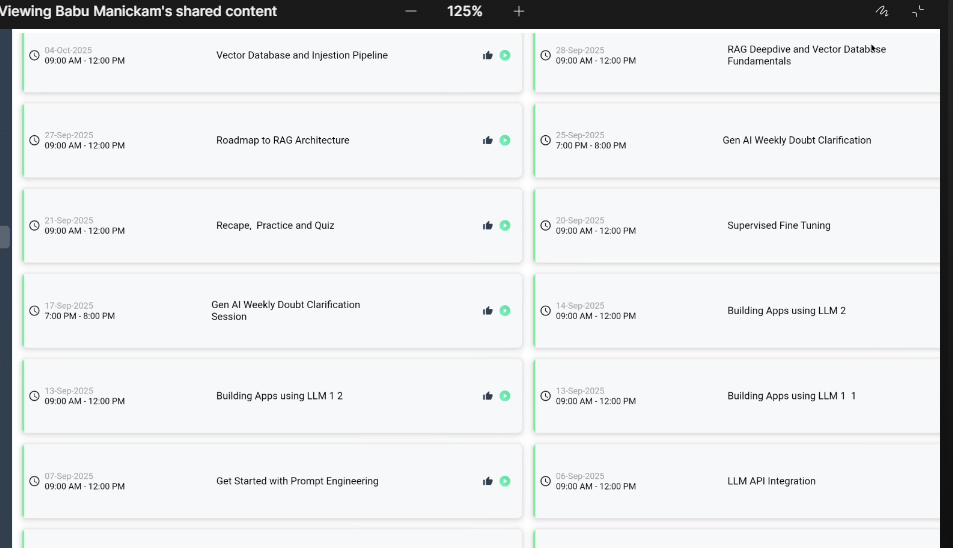 Viewing Babu Manickam's shared content
125%
04-Oct-2025
09:00 AM - 12:00 PM
Vector Database and Injestion Pipeline
28-Sep-2025
09:00 AM - 12:00 PM
RAG Deepdive and Vector Database
Fundamentals
27-Sep-2025
09:00 AM - 12:00 PM
Roadmap to RAG Architecture
25-Sep-2025
7:00 PM - 8:00 PM
Gen AI Weekly Doubt Clarification
21-Sep-2025
09:00 AM - 12:00 PM
Recape,  Practice and Quiz
20-Sep-2025
09:00 AM - 12:00 PM
Supervised Fine Tuning
17-Sep-2025
7:00 PM - 8:00 PM
Gen AI Weekly Doubt Clarification
Session
14-Sep-2025
09:00 AM - 12:00 PM
Building Apps using LLM 2
13-Sep-2025
09:00 AM - 12:00 PM
Building Apps using LLM 1 2
13-Sep-2025
09:00 AM - 12:00 PM
Building Apps using LLM 1  1
07-Sep-2025
09:00 AM - 12:00 PM
Get Started with Prompt Engineering
06-Sep-2025
09:00 AM - 12:00 PM
LLM API Integration